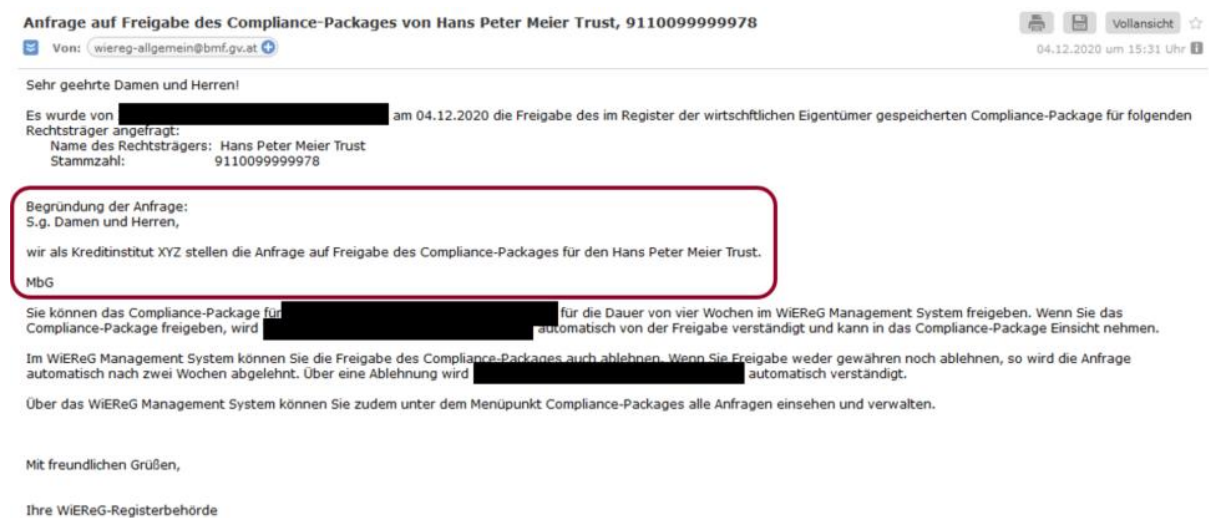 Anfrage auf Freigabe des Compliance-Packages von Hans Peter Meier Trust, 9110099999978
Vollansicht
Von: wiereg-allgemein@bmf.gv.at
04.12.2020 um 15:31 Uhr
Sehr geehrte Damen und Herren!
Es wurde von am 04.12.2020 die Freigabe des im Register der wirtschftlichen Eigentümer gespeicherten Compliance-Package für folgenden
Rechtsträger angefragt:
Name des Rechtsträgers: Hans Peter Meier Trust
Stammzahl: 9110099999978
Begründung der Anfrage:
S.g. Damen und Herren,
wir als Kreditinstitut XYZ stellen die Anfrage auf Freigabe des Compliance-Packages für den Hans Peter Meier Trust.
MbG
Sie können das Compliance-Package für für die Dauer von vier Wochen im WiEReG Management System freigeben. Wenn Sie das
Compliance-Package freigeben, wird automatisch von der Freigabe verständigt und kann in das Compliance-Package Einsicht nehmen.
Im WiEReG Management System können Sie die Freigabe des Compliance-Packages auch ablehnen. Wenn Sie Freigabe weder gewähren noch ablehnen, so wird die Anfrage
automatisch nach zwei Wochen abgelehnt. Über eine Ablehnung wird automatisch verständigt.
Über das WiEReG Management System können Sie zudem unter dem Menüpunkt Compliance-Packages alle Anfragen einsehen und verwalten.
Mit freundlichen Grüßen,
Ihre WiEReG-Registerbehörde